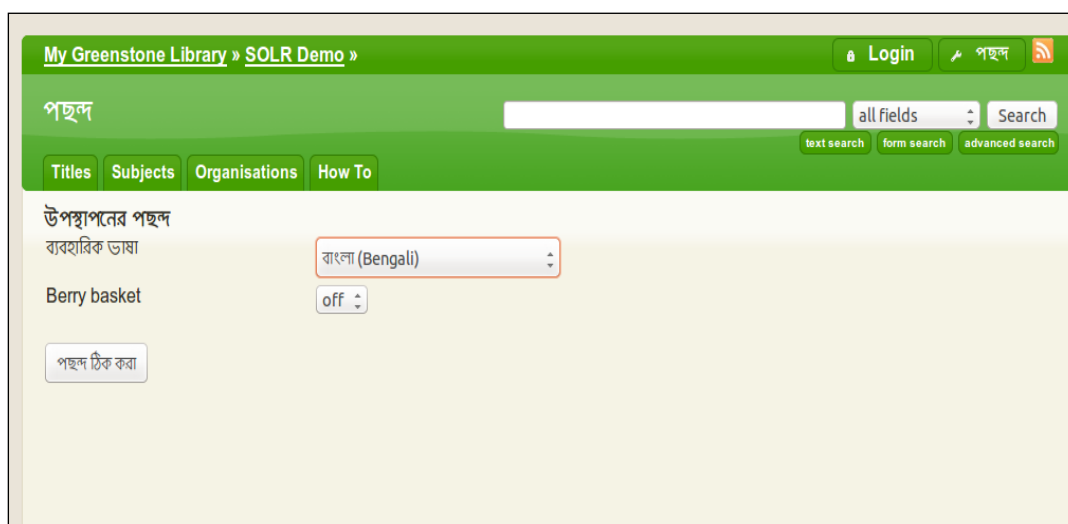 My Greenstone Library » SOLR Demo »
Login
পছন্দ
পছন্দ
all fields
Search
text search
form search
advanced search
Titles
Subjects
Organisations
How To
উপস্থাপনের পছন্দ
ব্যবহারিক ভাষা
বাংলা (Bengali)
Berry basket
off
পছন্দ ঠিক করা